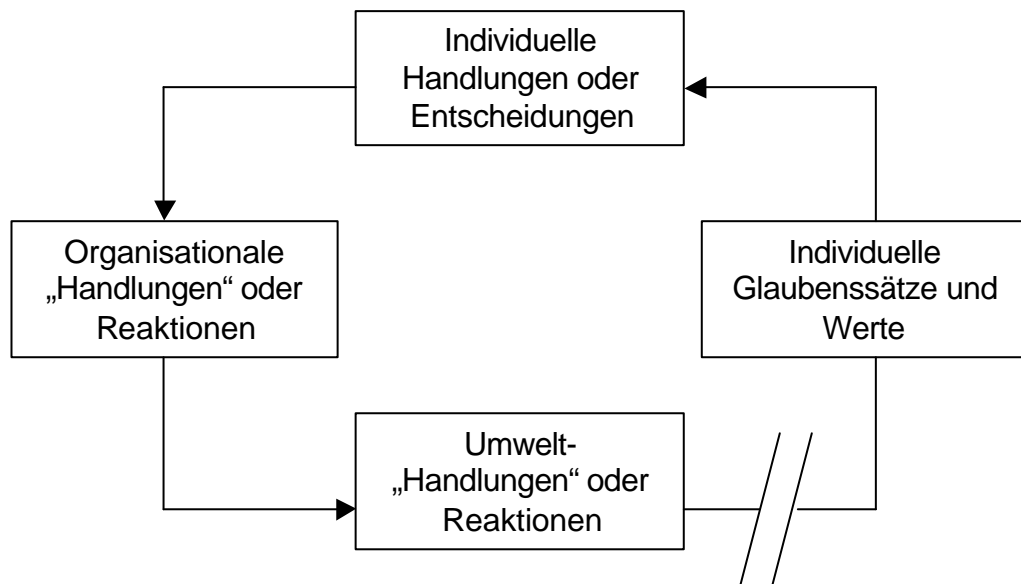 Individuelle
Handlungen oder
Entscheidungen
Organisationale
„Handlungen“ oder
Reaktionen
Individuelle
Glaubenssätze und
Werte
Umwelt-
„Handlungen“ oder
Reaktionen